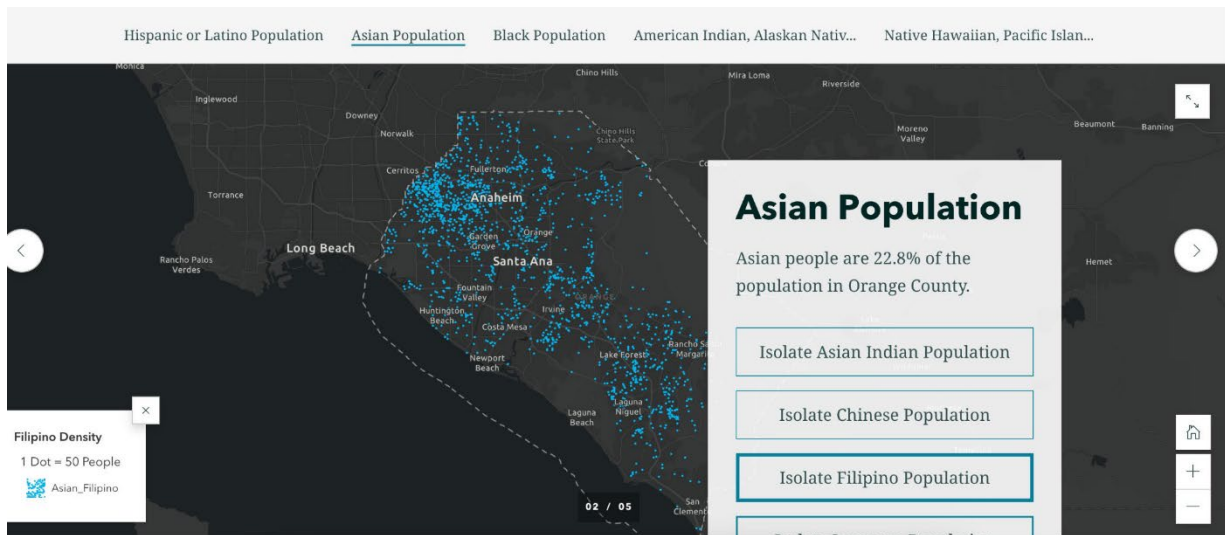 Hispanic or Latino Population Asian Population Black Population American Indian, Alaskan Nativ... Native Hawaiian, Pacific Islan...
Monica
Chino Hills
Mira Loma
Riverside
Inglewood
Downey
Norwalk
Chino Hills
State Park
Moreno
Valley
Beaumont
Banning
Cerritos
Fullerton
Torrance
Anaheim
Garden
Grove
Orange
Long Beach
Santa Ana
Rancho Palos
Verdes
Hemet
Fountain
Valley
ORANGE
Huntington
Beach
Irvine
Costa Mesa
Newport
Beach
Lake Forest
Rancho S
Margari
Laguna
Niguel
Laguna
Beach
San
Clement
Asian Population
Asian people are 22.8% of the
population in Orange County.
Isolate Asian Indian Population
Isolate Chinese Population
Isolate Filipino Population
Filipino Density
1 Dot = 50 People
Asian_Filipino
02 / 05